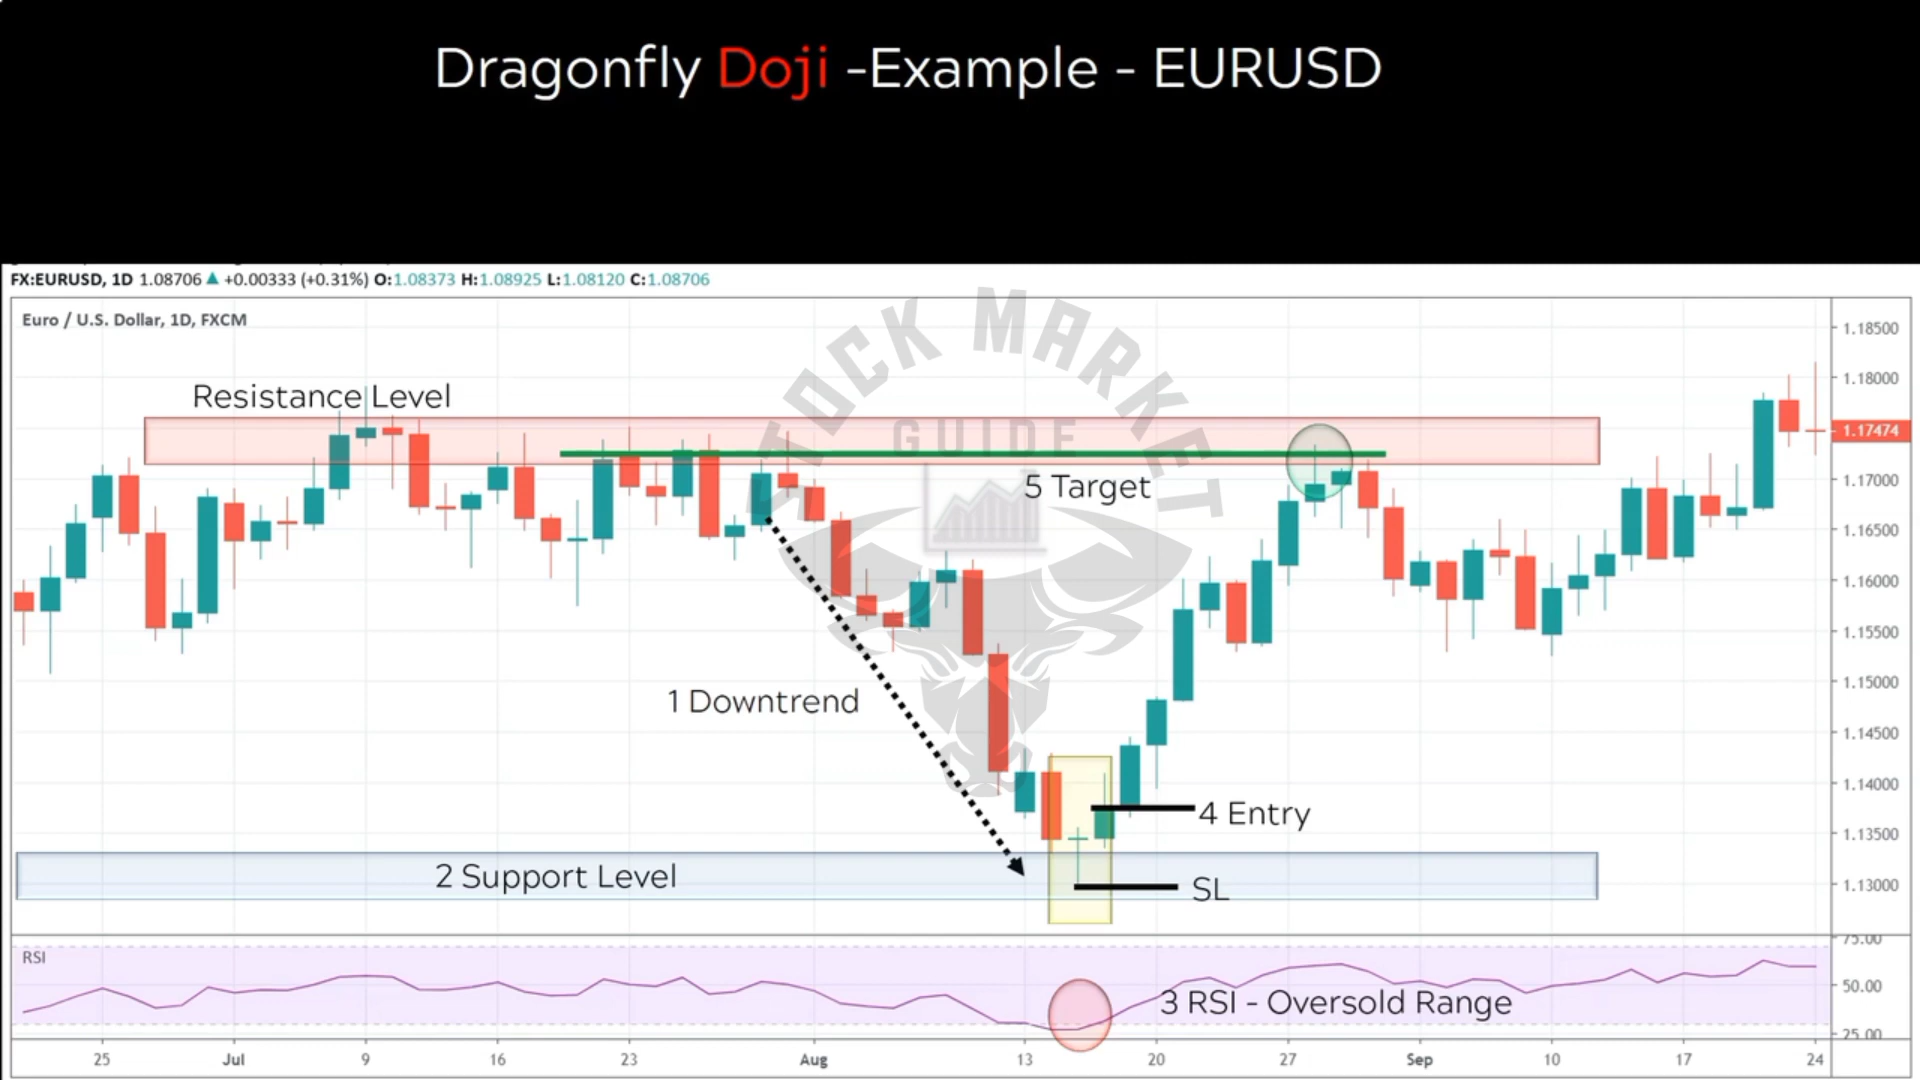 Dragonfly Doji -Example - EURUSD
FX:EURUSD, 1D 1.08706 ▲ +0.00333 (+0.31%) O:1.08373 H:1.08925 L:1.08120 C:1.08706
Euro / U.S. Dollar, 1D, FXCM
STOCK MARKET
GUIDE
Resistance Level
5 Target
1 Downtrend
4 Entry
2 Support Level
SL
1.18500
1.18000
1.17474
1.17000
1.16500
1.16000
1.15500
1.15000
1.14500
1.14000
1.13500
1.13000
RSI
3 RSI - Oversold Range
75.00
50.00
25.00
25 Jul 9 16 23 Aug 13 20 27 Sep 10 17 24